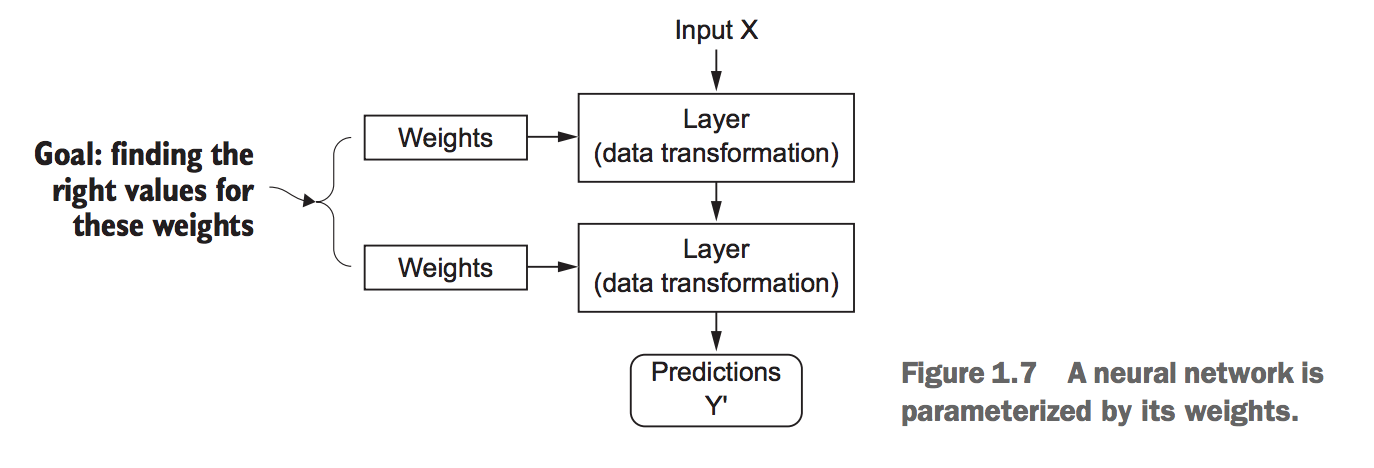 Input X
Weights
Layer
(data transformation)
Goal: finding the
right values for
these weights
Weights
Layer
(data transformation)
Predictions
Y'
Figure 1.7 A neural network is
parameterized by its weights.